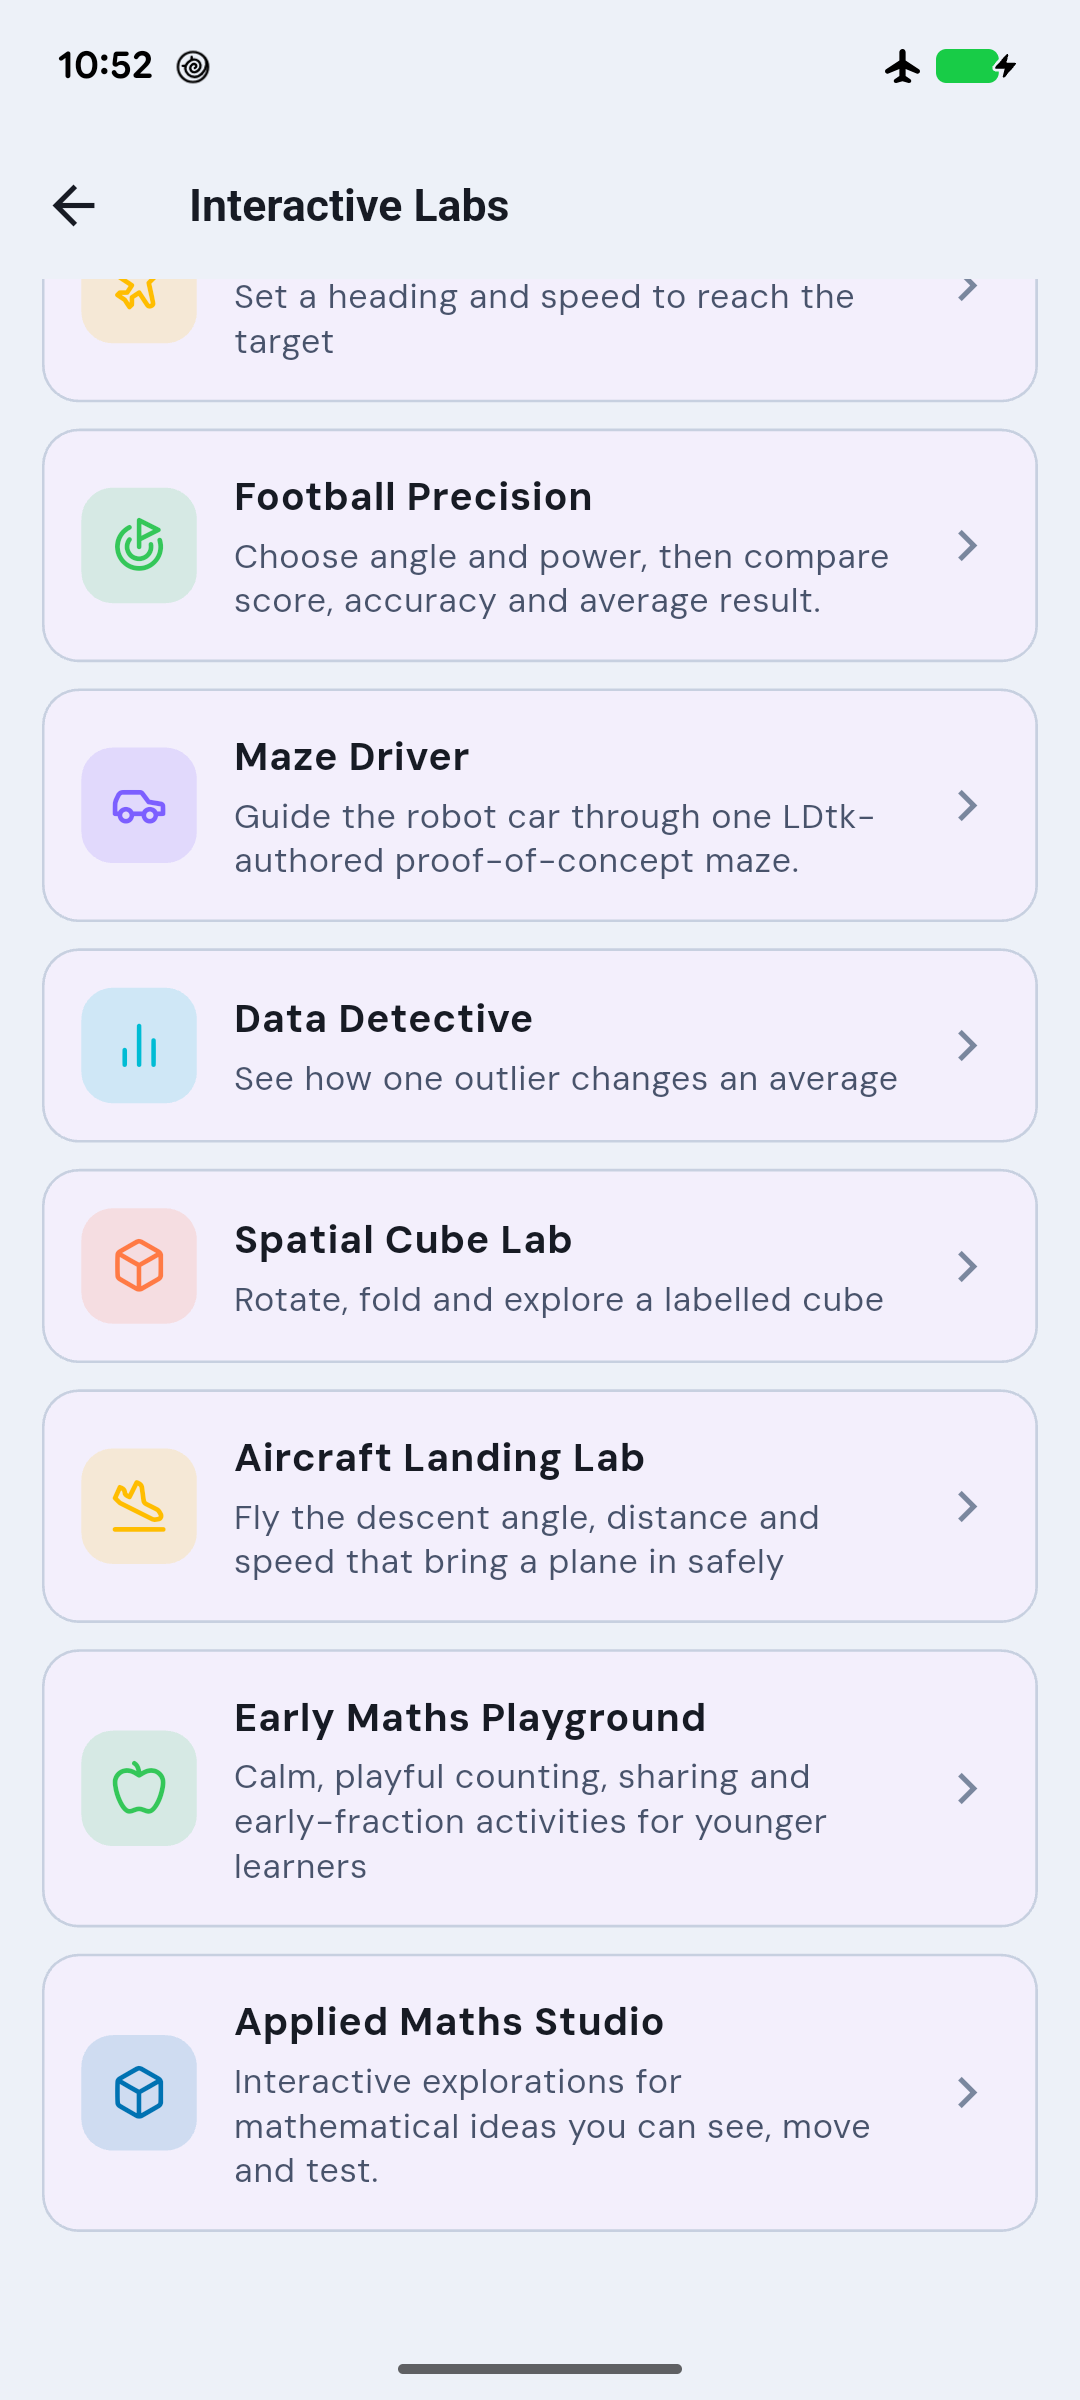 10:52
Interactive Labs
Set a heading and speed to reach the
target
Football Precision
Choose angle and power, then compare
score, accuracy and average result.
Maze Driver
Guide the robot car through one LDtk-
authored proof-of-concept maze.
Data Detective
See how one outlier changes an average
Spatial Cube Lab
Rotate, fold and explore a labelled cube
Aircraft Landing Lab
Fly the descent angle, distance and
speed that bring a plane in safely
Early Maths Playground
Calm, playful counting, sharing and
early-fraction activities for younger
learners
Applied Maths Studio
Interactive explorations for
mathematical ideas you can see, move
and test.